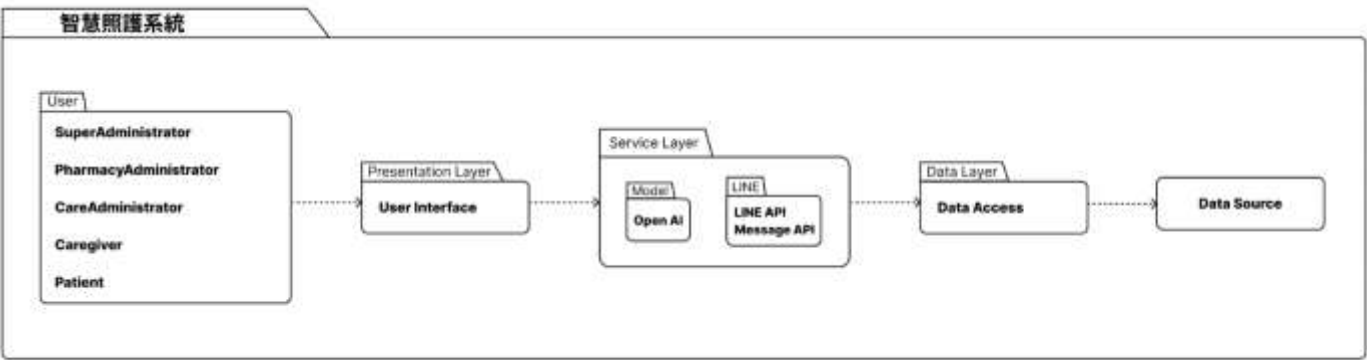 智慧照護系統
User
SuperAdministrator
PharmacyAdministrator
CareAdministrator
Caregiver
Patient
Presentation Layer
User Interface
Service Layer
Model
Open AI
LINE
LINE API
Message API
Data Layer
Data Access
Data Source